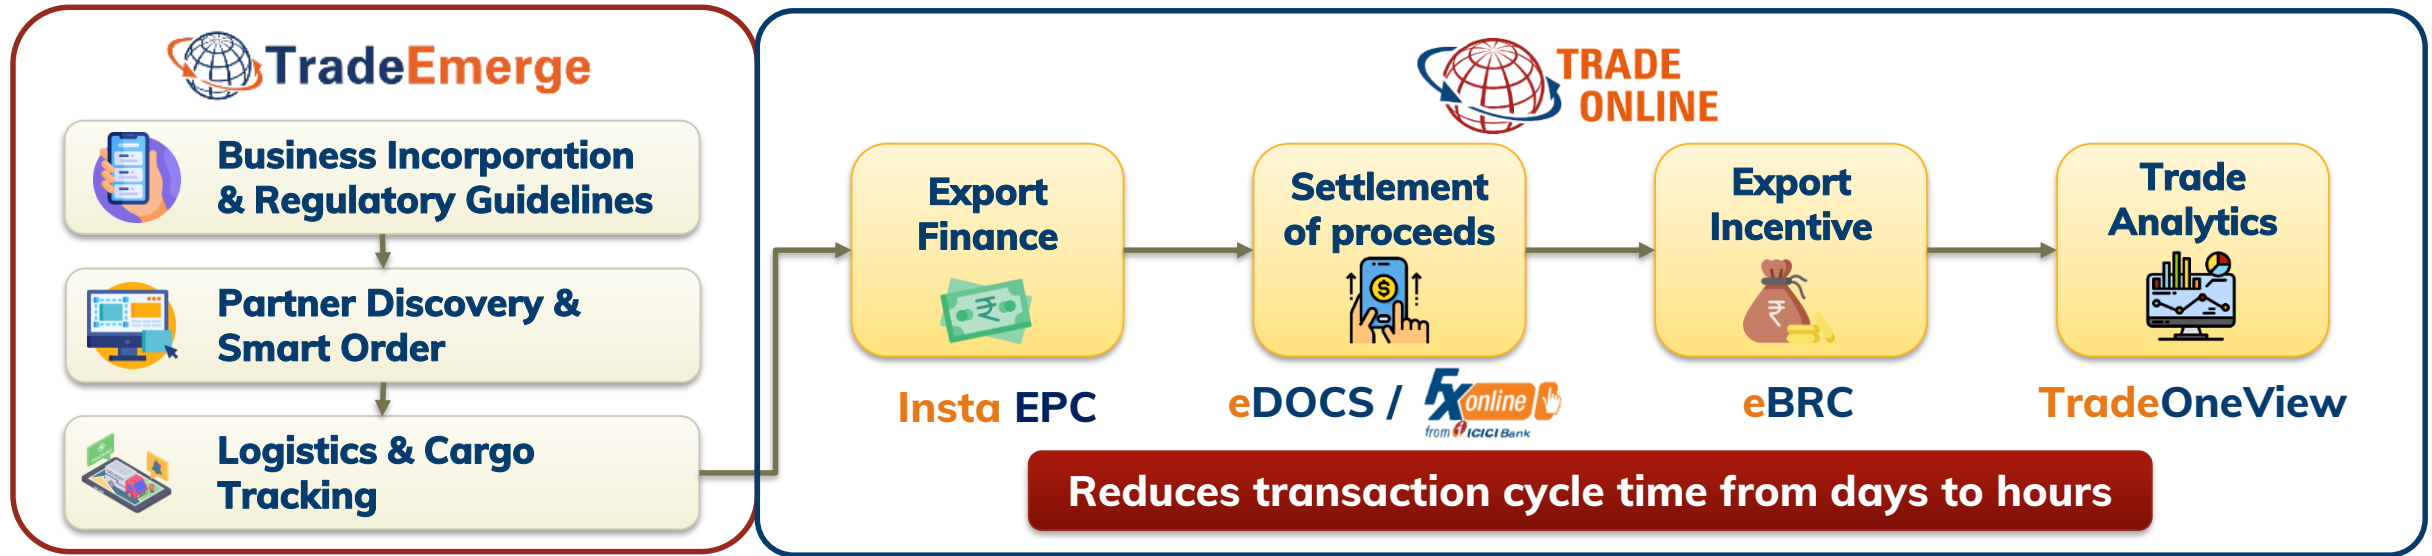 TradeEmerge
Business Incorporation
& Regulatory Guidelines
Partner Discovery &
Smart Order
Logistics & Cargo
Tracking
TRADE
ONLINE
Export
Finance
₹
Insta EPC
Settlement
of proceeds
$
eDOCS / FX online
from ICICI Bank
Export
Incentive
₹
eBRC
Trade
Analytics
TradeOneView
Reduces transaction cycle time from days to hours